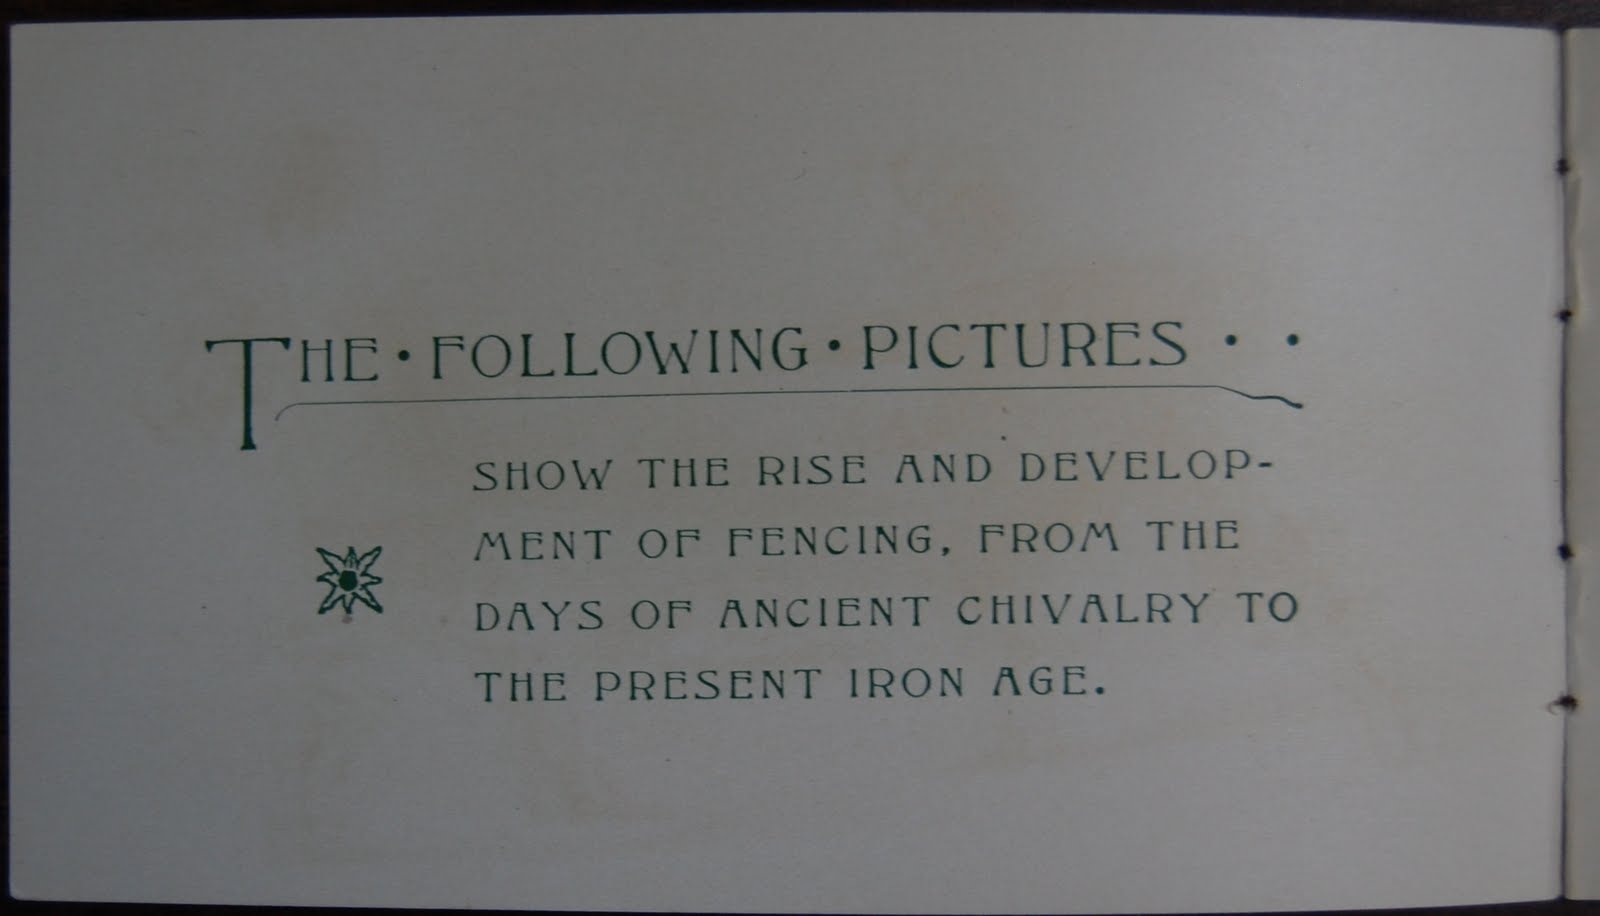 THE · FOLLOWING · PICTURES · ·
SHOW THE RISE AND DEVELOP-
MENT OF FENCING, FROM THE
DAYS OF ANCIENT CHIVALRY TO
THE PRESENT IRON AGE.